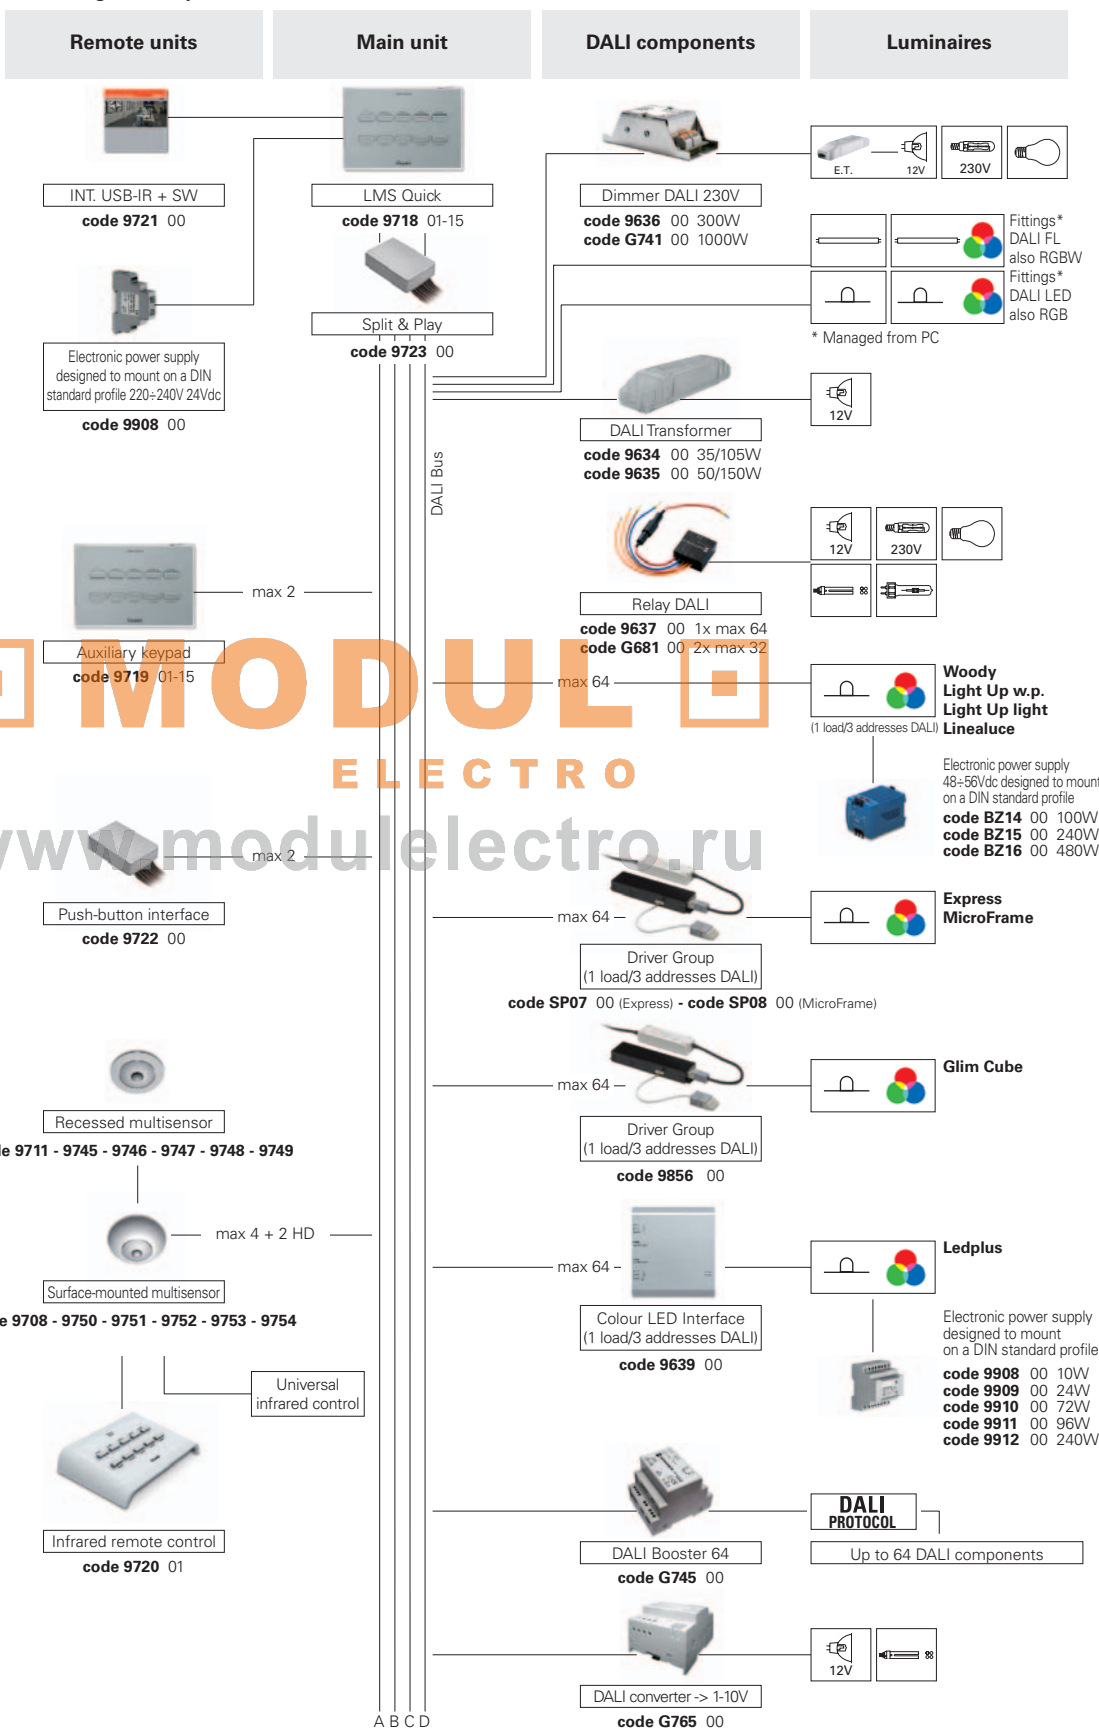 Remote units
Main unit
DALI components
Luminaires
INT. USB-IR + SW
code 9721 00
Electronic power supply
designed to mount on a DIN
standard profile 220÷240V 24Vdc
code 9908 00
Auxiliary keypad
code 9719 01-15
max 2
Push-button interface
code 9722 00
max 2
Recessed multisensor
9711 - 9745 - 9746 - 9747 - 9748 - 9749
max 4 + 2 HD
Surface-mounted multisensor
9708 - 9750 - 9751 - 9752 - 9753 - 9754
Universal
infrared control
Infrared remote control
code 9720 01
LMS Quick
code 9718 01-15
Split & Play
code 9723 00
DALI Bus
A B C D
Dimmer DALI 230V
code 9636 00 300W
code G741 00 1000W
DALI Transformer
code 9634 00 35/105W
code 9635 00 50/150W
Relay DALI
code 9637 00 1x max 64
code G681 00 2x max 32
max 64
max 64
Driver Group
(1 load/3 addresses DALI)
code SP07 00 (Express) - code SP08 00 (MicroFrame)
max 64
Driver Group
(1 load/3 addresses DALI)
code 9856 00
max 64
Colour LED Interface
(1 load/3 addresses DALI)
code 9639 00
DALI Booster 64
code G745 00
DALI converter -> 1-10V
code G765 00
E.T. 12V 230V
Fittings*
DALI FL
also RGBW
Fittings*
DALI LED
also RGB
* Managed from PC
12V
12V 230V
Woody
Light Up w.p.
Light Up light
(1 load/3 addresses DALI) Linealuce
Electronic power supply
48÷56Vdc designed to mount
on a DIN standard profile
code BZ14 00 100W
code BZ15 00 240W
code BZ16 00 480W
Express
MicroFrame
Glim Cube
Ledplus
Electronic power supply
designed to mount
on a DIN standard profile
code 9908 00 10W
code 9909 00 24W
code 9910 00 72W
code 9911 00 96W
code 9912 00 240W
DALI
PROTOCOL
Up to 64 DALI components
12V
MODUL
ELECTRO
www.modulelectro.ru